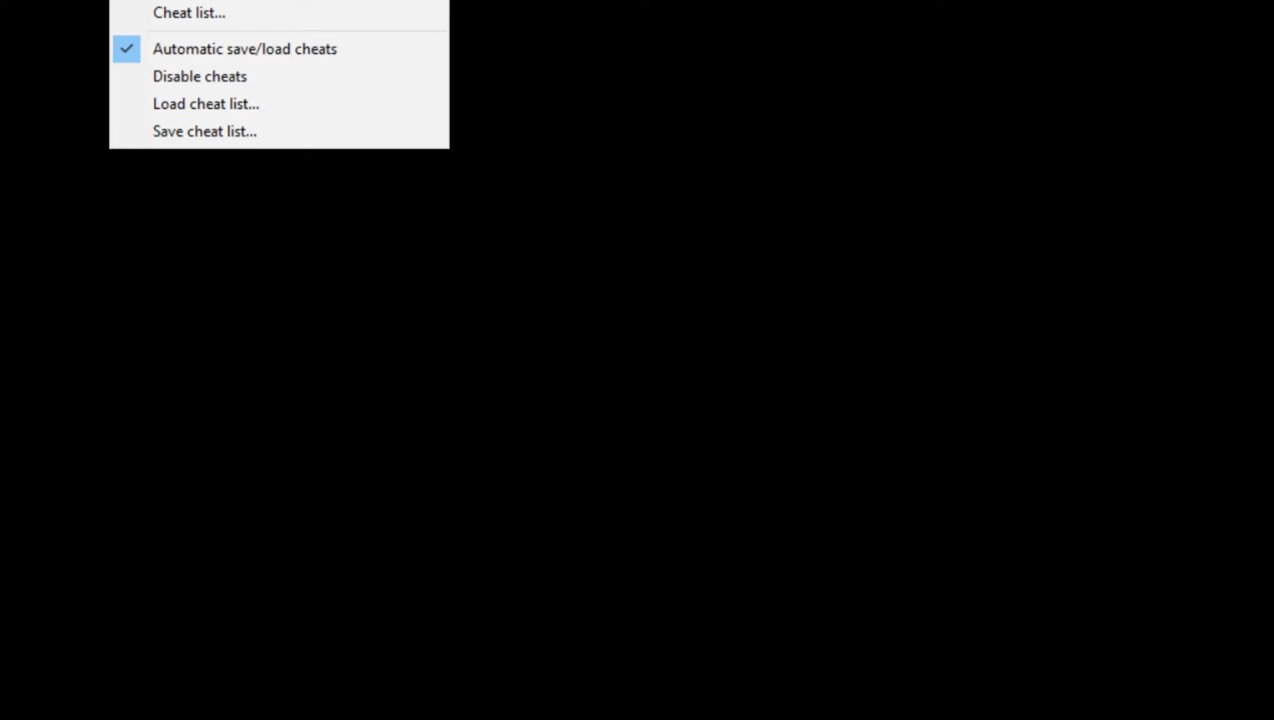 Cheat list...
Automatic save/load cheats
Disable cheats
Load cheat list...
Save cheat list...